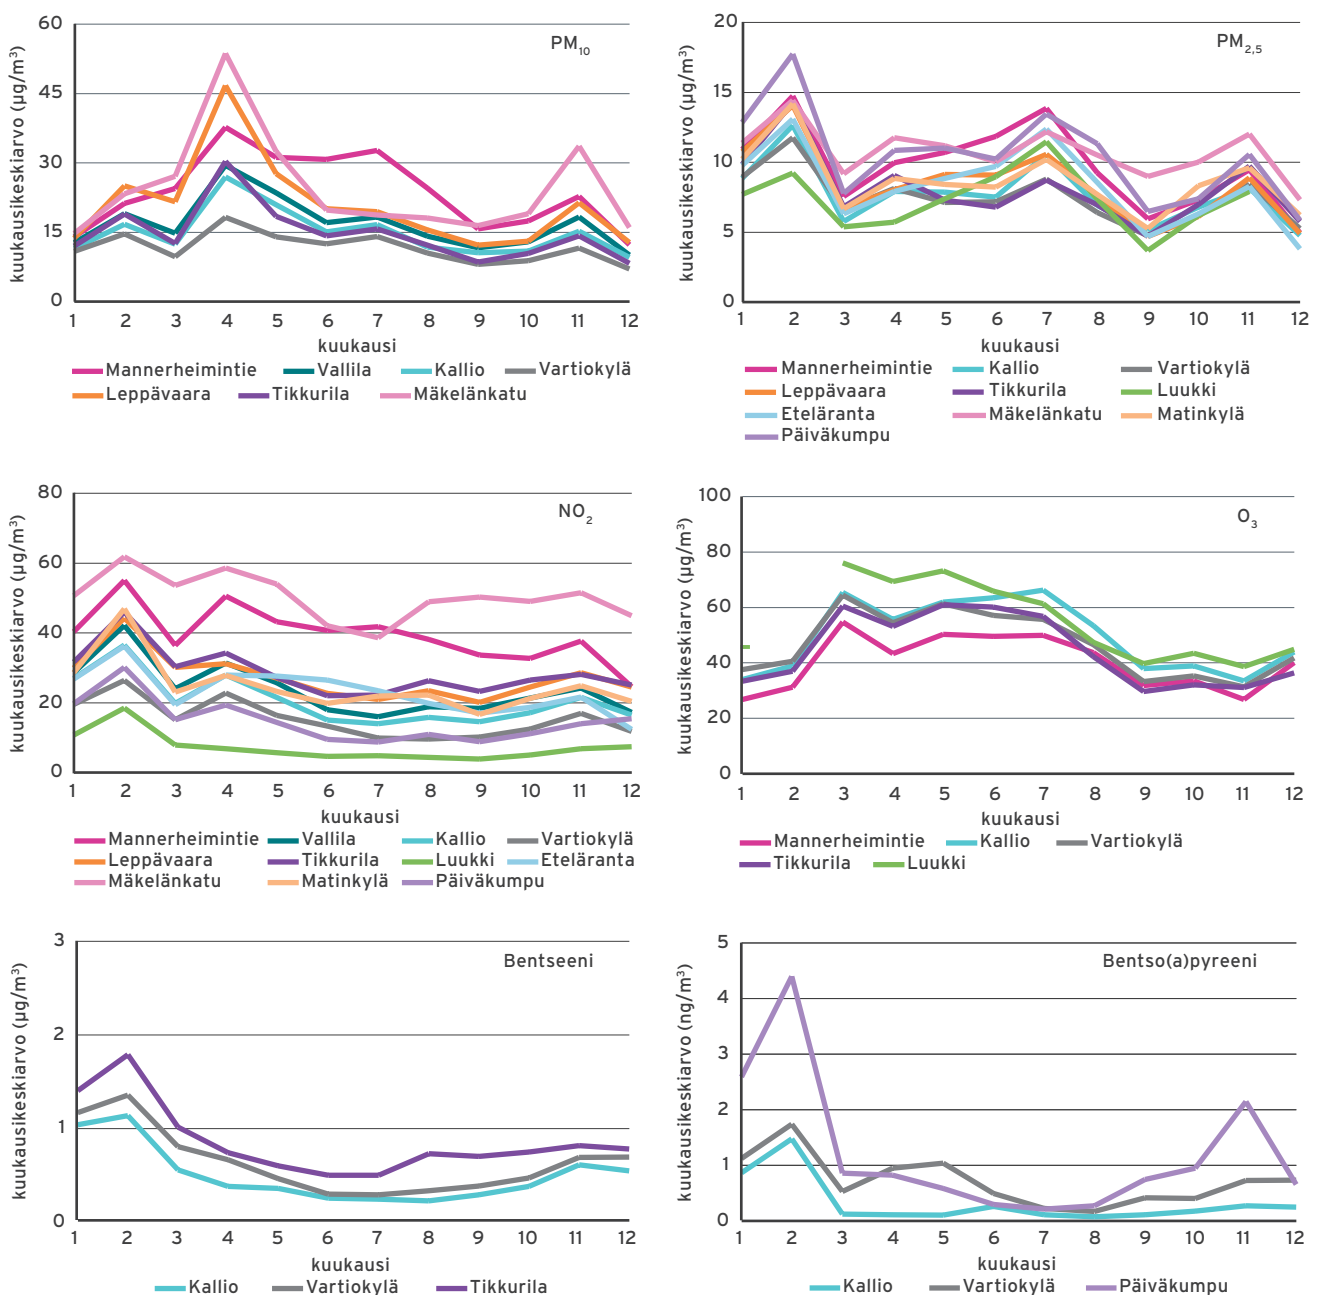 PM10
kuukausikeskiarvo (µg/m³)
60
45
30
15
0
1 2 3 4 5 6 7 8 9 10 11 12
kuukausi
Mannerheimintie Vallila Kallio Vartiokylä
Leppävaara Tikkurila Mäkelänkatu
PM2,5
kuukausikeskiarvo (µg/m³)
20
15
10
5
0
1 2 3 4 5 6 7 8 9 10 11 12
kuukausi
Mannerheimintie Kallio Vartiokylä
Leppävaara Tikkurila Luukki
Eteläranta Mäkelänkatu Matinkylä
Päiväkumpu
NO2
kuukausikeskiarvo (µg/m³)
80
60
40
20
0
1 2 3 4 5 6 7 8 9 10 11 12
kuukausi
Mannerheimintie Vallila Kallio Vartiokylä
Leppävaara Tikkurila Luukki Eteläranta
Mäkelänkatu Matinkylä Päiväkumpu
O3
kuukausikeskiarvo (µg/m³)
100
80
60
40
20
0
1 2 3 4 5 6 7 8 9 10 11 12
kuukausi
Mannerheimintie Kallio Vartiokylä
Tikkurila Luukki
Bentseeni
kuukausikeskiarvo (µg/m³)
3
2
1
0
1 2 3 4 5 6 7 8 9 10 11 12
kuukausi
Kallio Vartiokylä Tikkurila
Bentso(a)pyreeni
kuukausikeskiarvo (ng/m³)
5
4
3
2
1
0
1 2 3 4 5 6 7 8 9 10 11 12
kuukausi
Kallio Vartiokylä Päiväkumpu